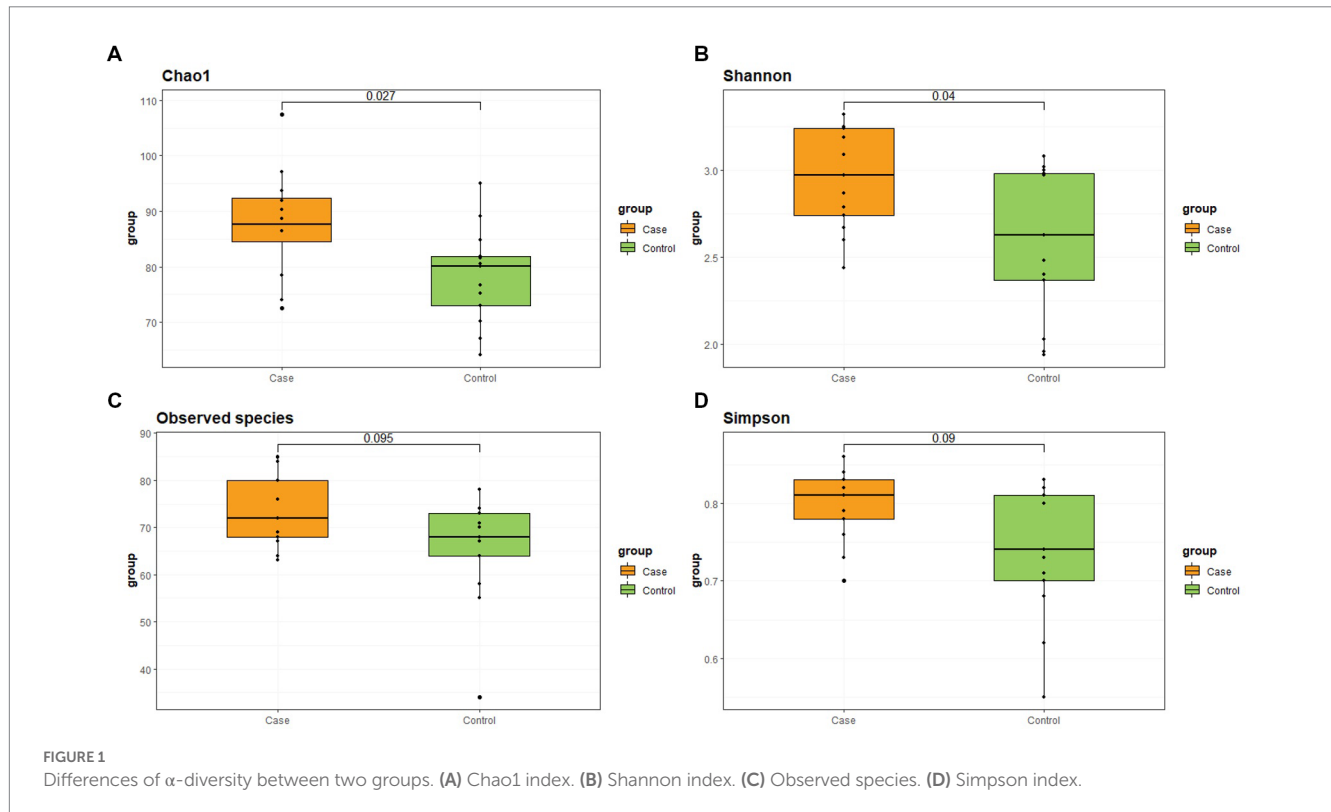 A
Chao1
0.027
110
100
90
80
70
group
Case
Control
group
Case
Control
B
Shannon
0.04
3.0
2.5
2.0
group
Case
Control
group
Case
Control
C
Observed species
0.095
90
80
70
60
50
40
group
Case
Control
group
Case
Control
D
Simpson
0.09
0.8
0.7
0.6
group
Case
Control
group
Case
Control
FIGURE 1
Differences of α-diversity between two groups. (A) Chao1 index. (B) Shannon index. (C) Observed species. (D) Simpson index.